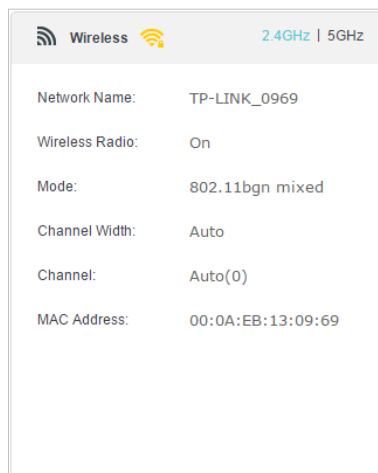 Wireless 2.4GHz | 5GHz
Network Name: TP-LINK_0969
Wireless Radio: On
Mode: 802.11bgn mixed
Channel Width: Auto
Channel: Auto(0)
MAC Address: 00:0A:EB:13:09:69